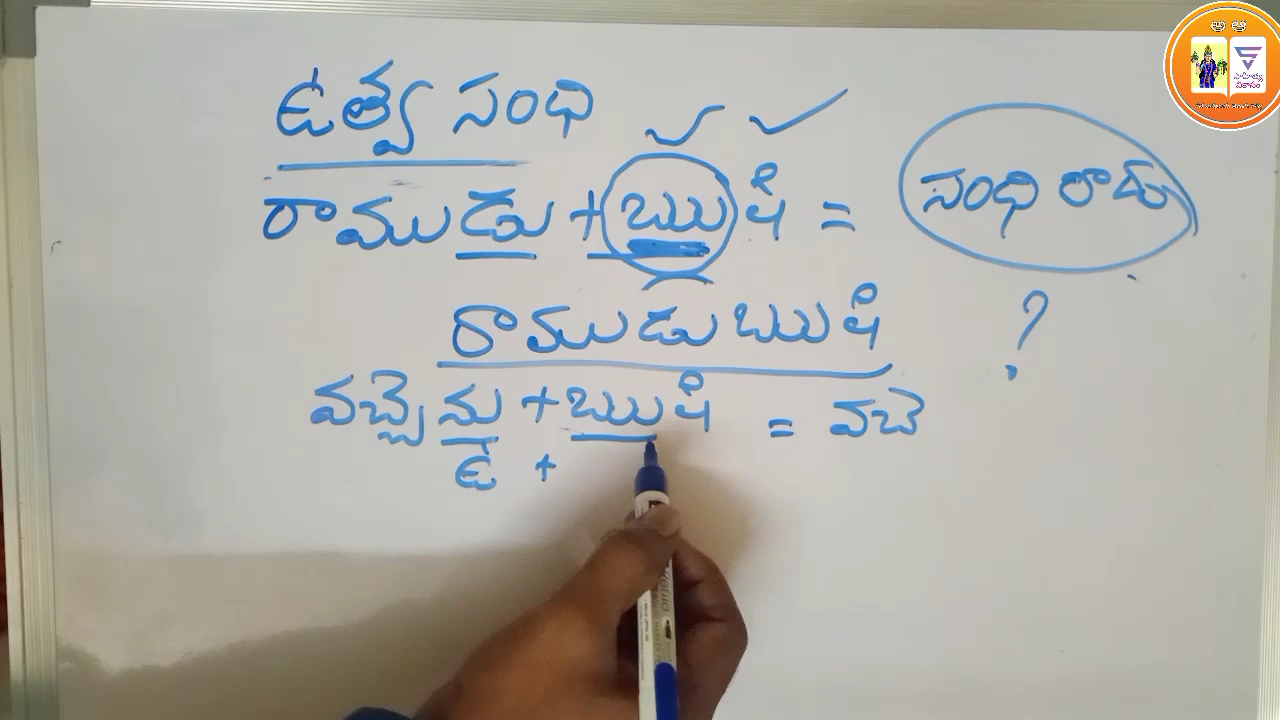 ఉత్వ సంధి
రాముడు + ఋషి = సంధి రాదు
రాముడు ఋషి ?
వచ్చెను + ఋషి = వచె
ఉ +
అ ఆ